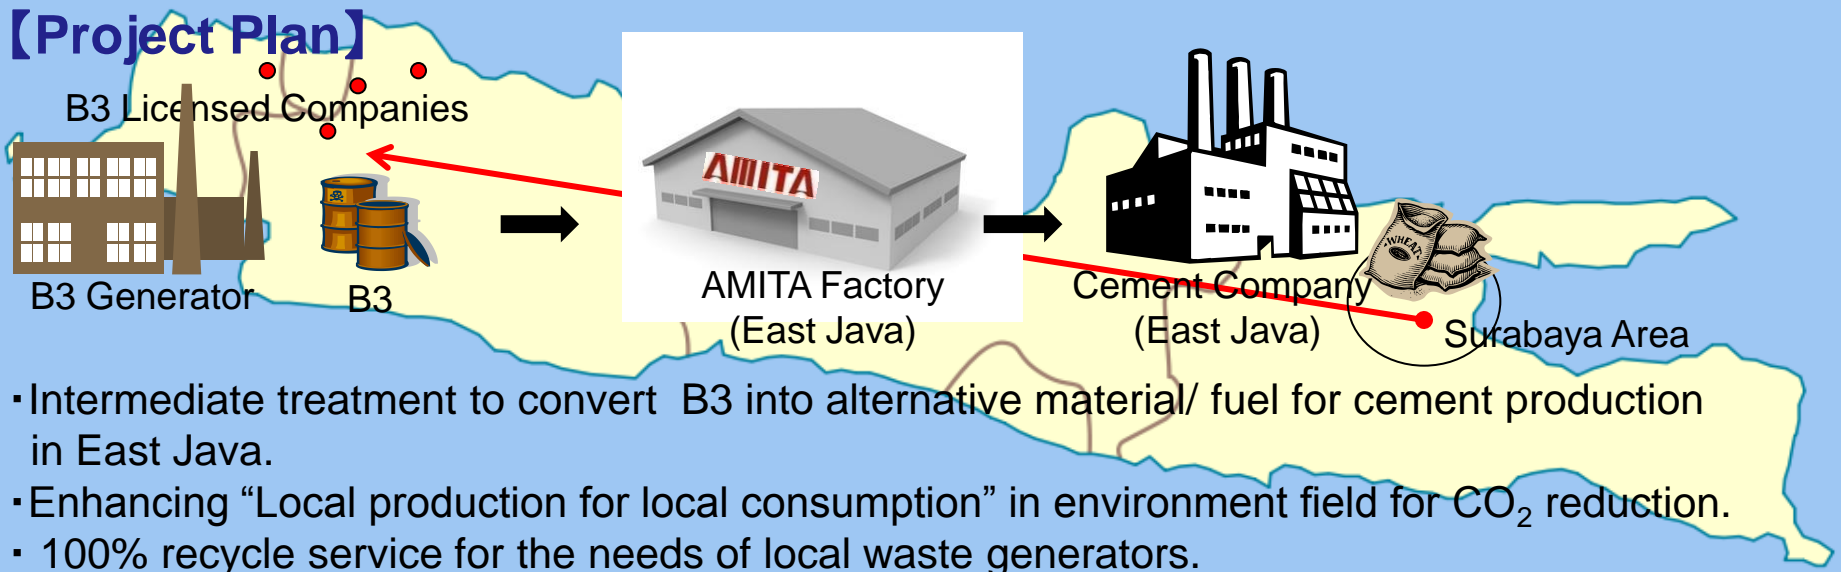 【Project Plan】
B3 Licensed Companies
AMITA
WHEAT
B3 Generator
B3
AMITA Factory
(East Java)
Cement Company
(East Java)
Surabaya Area
・Intermediate treatment to convert B3 into alternative material/ fuel for cement production
in East Java.
・Enhancing “Local production for local consumption” in environment field for CO₂ reduction.
・ 100% recycle service for the needs of local waste generators.